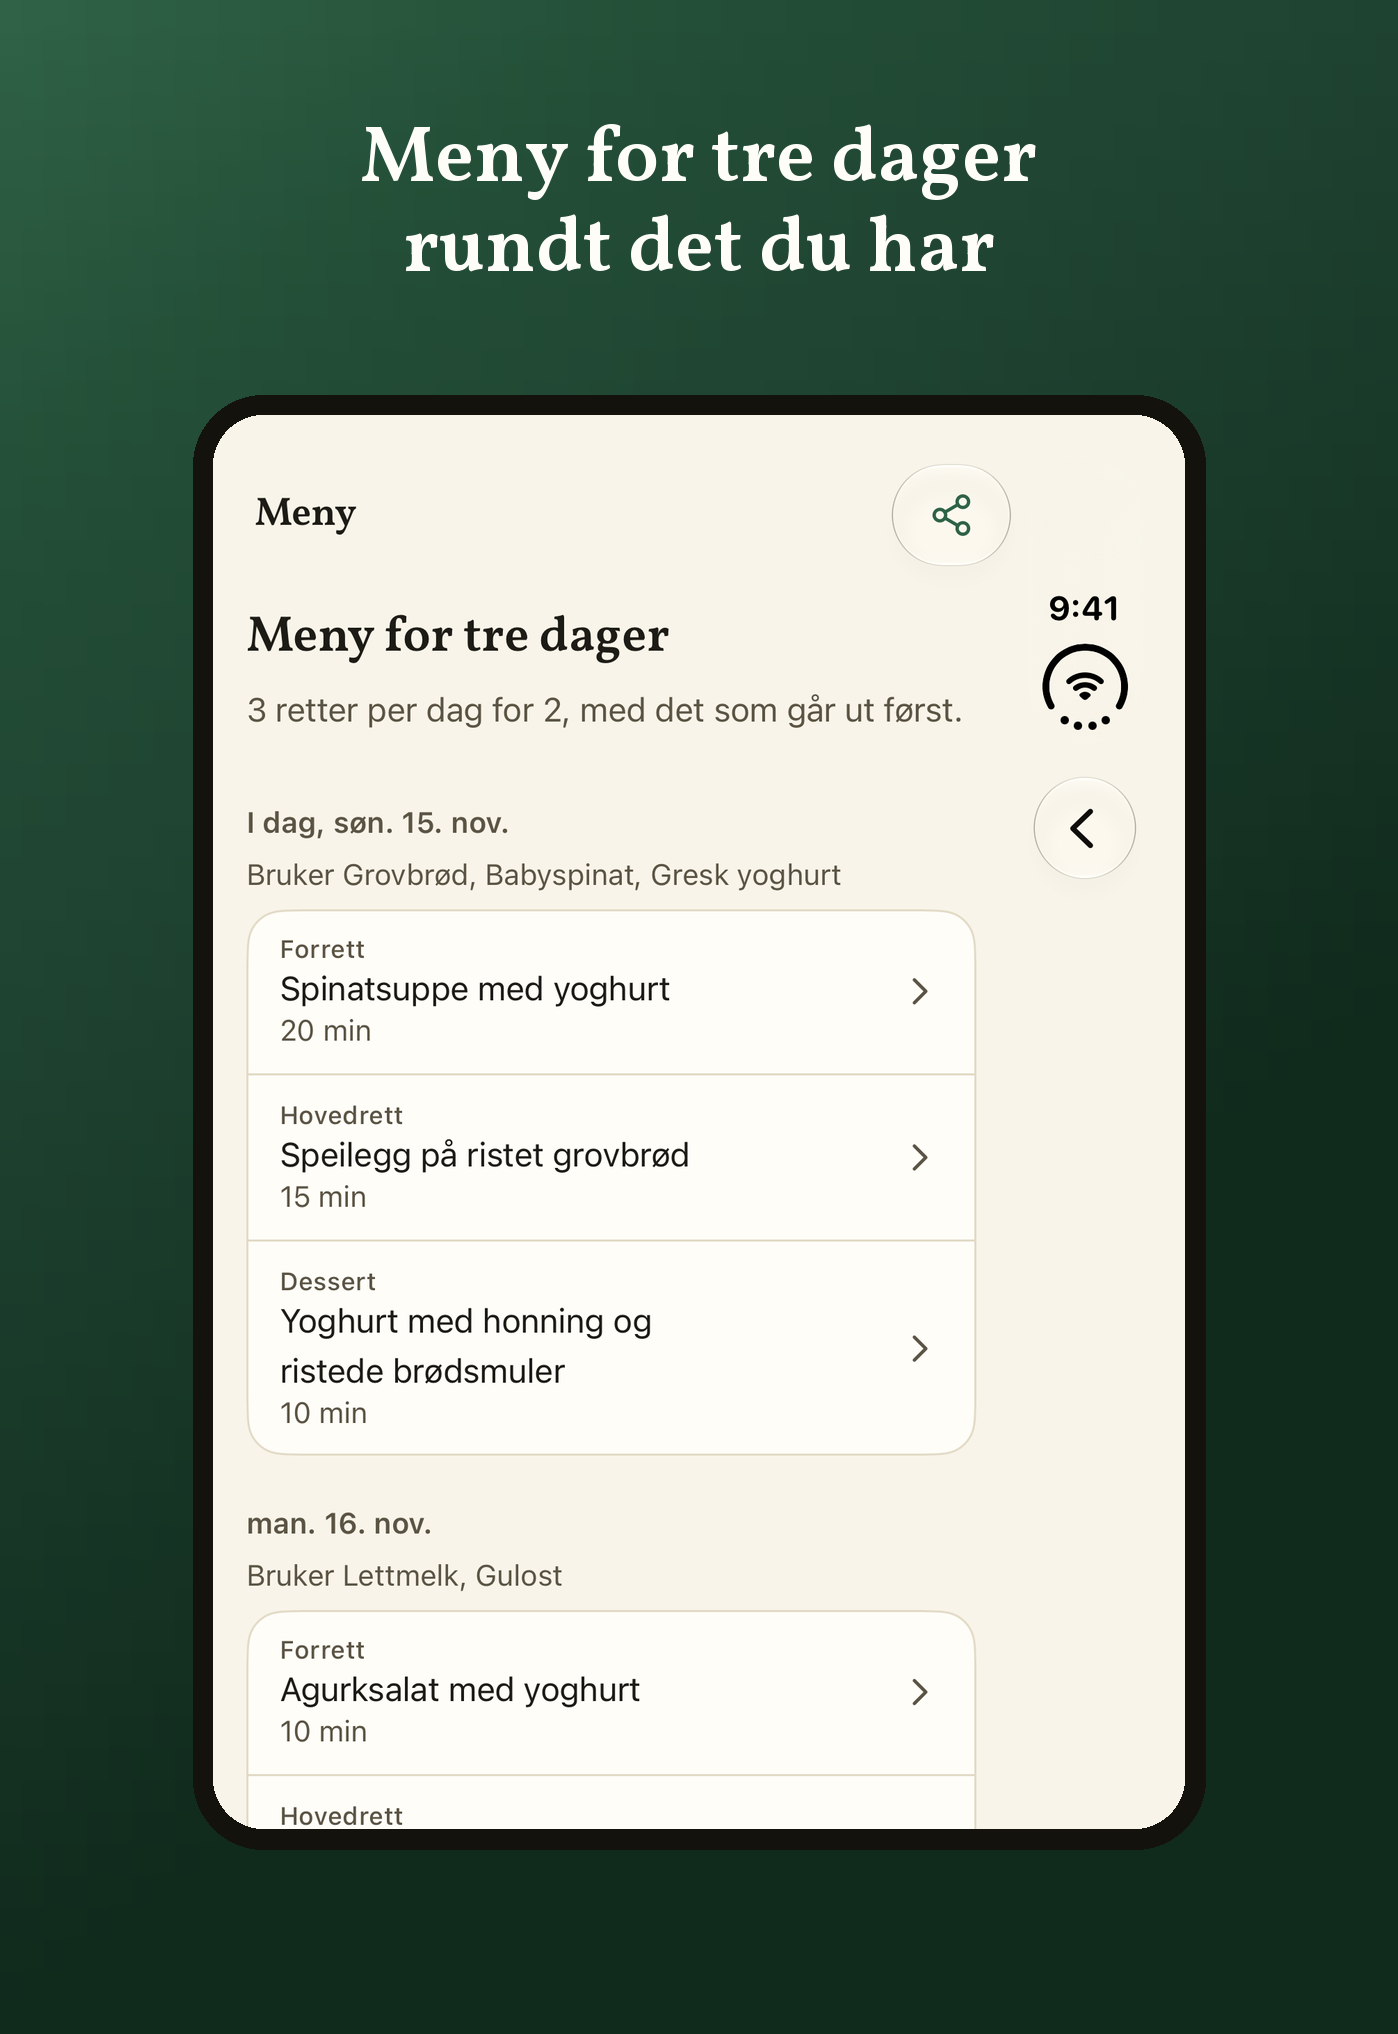 Meny for tre dager
rundt det du har
Meny
9:41
Meny for tre dager
3 retter per dag for 2, med det som går ut først.
I dag, søn. 15. nov.
Bruker Grovbrød, Babyspinat, Gresk yoghurt
Forrett
Spinatsuppe med yoghurt
20 min
Hovedrett
Speilegg på ristet grovbrød
15 min
Dessert
Yoghurt med honning og
ristede brødsmuler
10 min
man. 16. nov.
Bruker Lettmelk, Gulost
Forrett
Agurksalat med yoghurt
10 min
Hovedrett